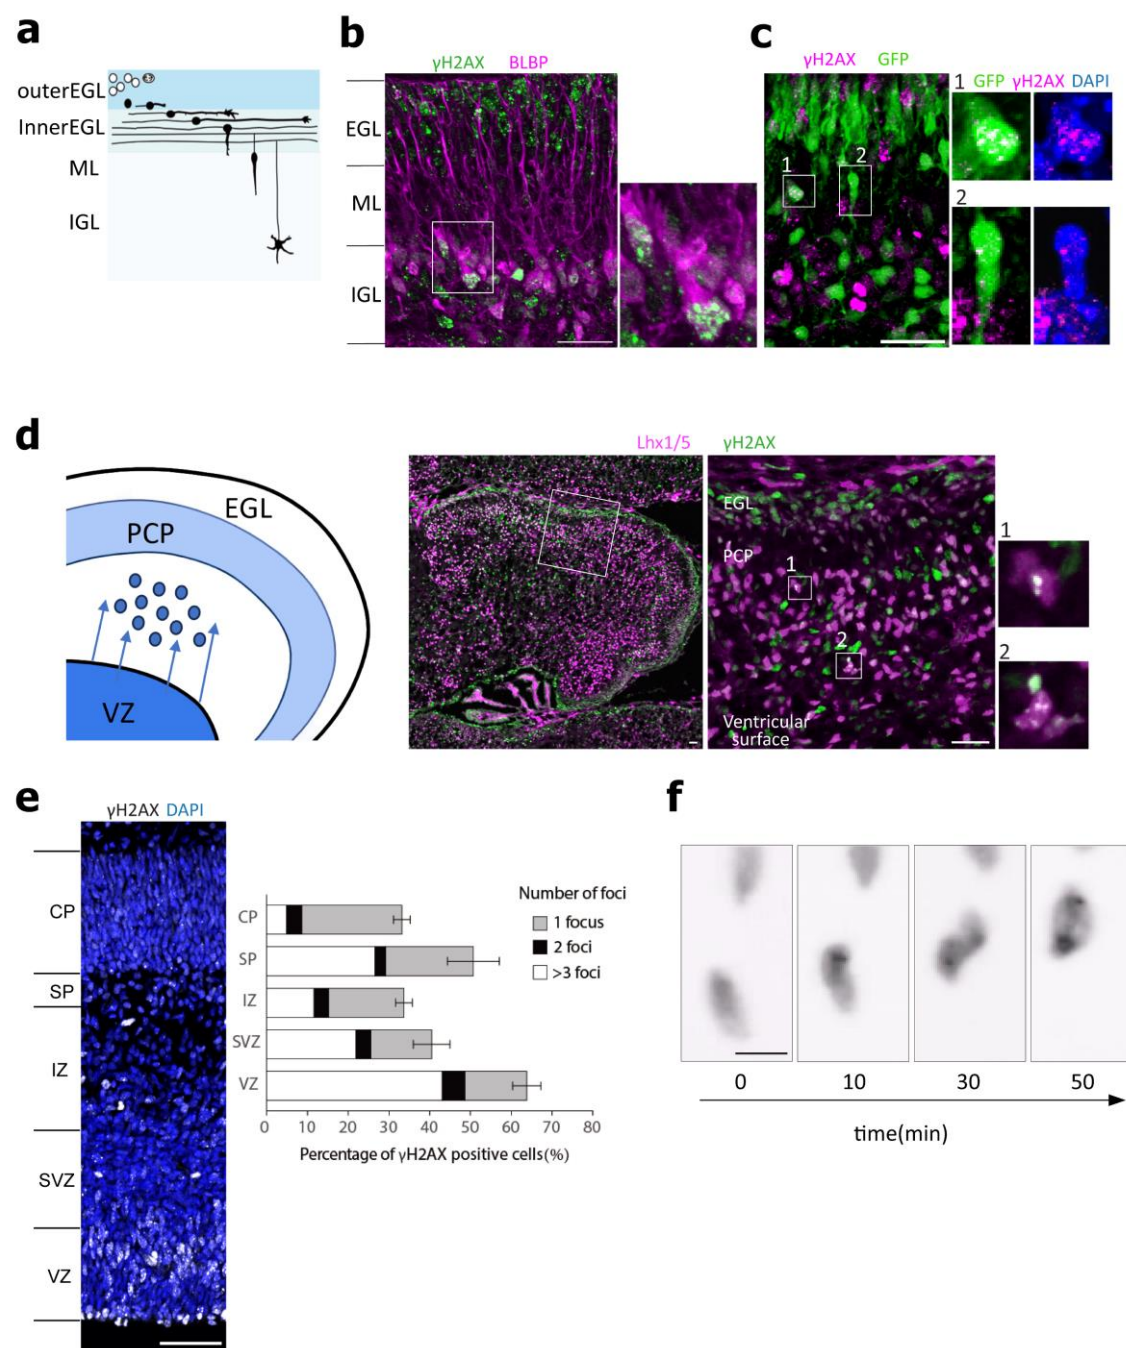 a
outerEGL
InnerEGL
ML
IGL
b
γH2AX BLBP
EGL
ML
IGL
c
γH2AX GFP
1
2
1 GFP γH2AX DAPI
2
d
EGL
PCP
VZ
Lhx1/5 γH2AX
EGL
PCP
1
2
Ventricular
surface
1
2
e
γH2AX DAPI
CP
SP
IZ
SVZ
VZ
Number of foci
1 focus
2 foci
>3 foci
CP
SP
IZ
SVZ
VZ
0 10 20 30 40 50 60 70 80
Percentage of γH2AX positive cells(%)
f
0 10 30 50
time(min)